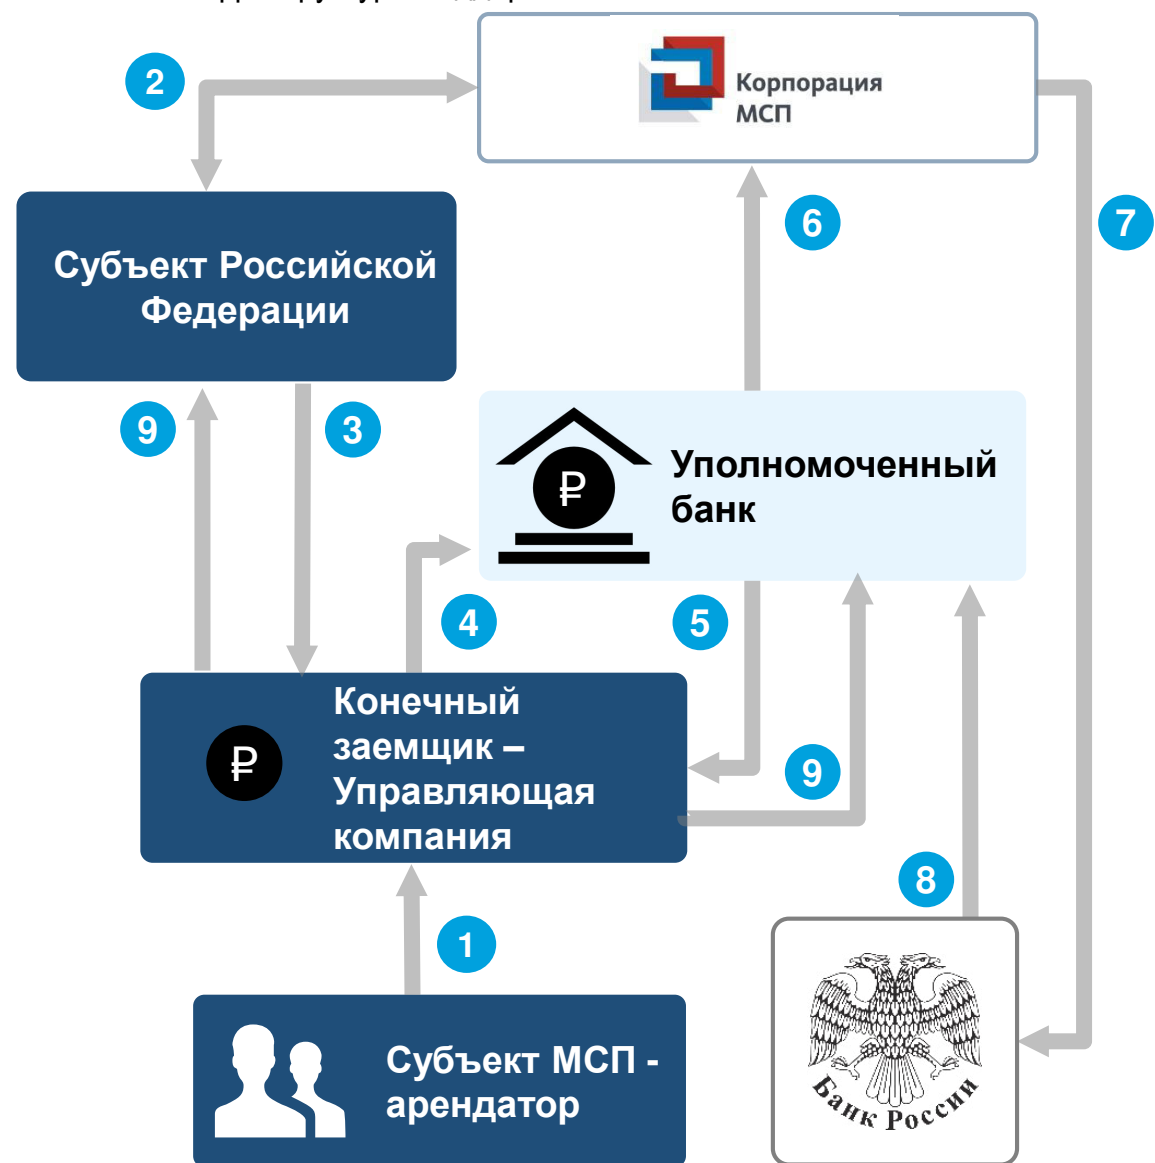 Корпорация
МСП
2
6
7
Субъект Российской
Федерации
9
3
₽
Уполномоченный
банк
4
5
Конечный
заемщик –
Управляющая
компания
₽
9
8
1
Субъект МСП -
арендатор
Банк России